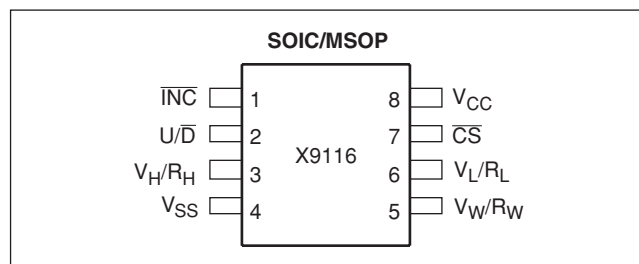 SOIC/MSOP
INC 1 8 VCC
U/D 2 7 CS
X9116
VH/RH 3 6 VL/RL
VSS 4 5 VW/RW